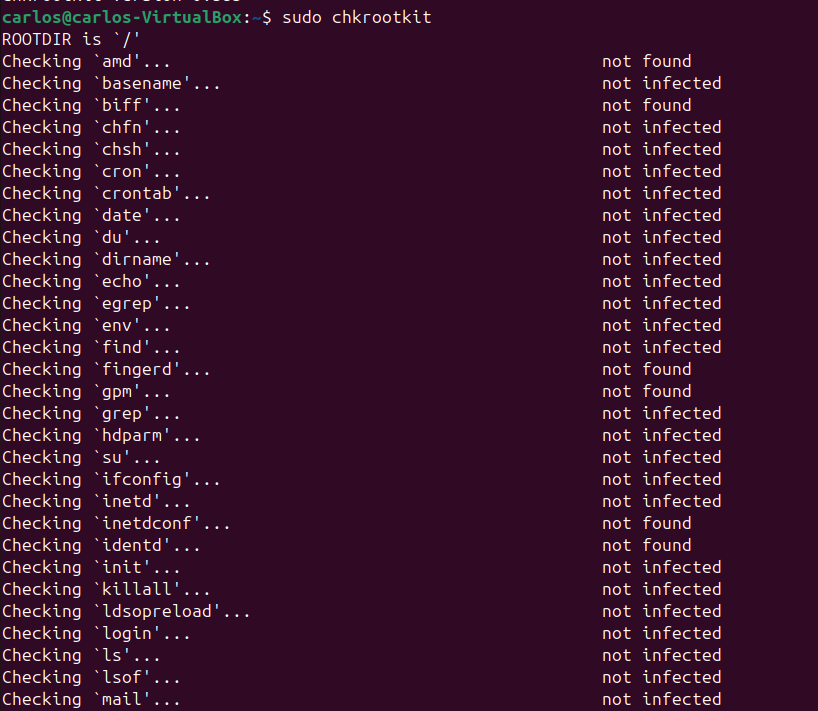 carlos@carlos-VirtualBox:~$ sudo chkrootkit
ROOTDIR is `/'
Checking `amd'... not found
Checking `basename'... not infected
Checking `biff'... not found
Checking `chfn'... not infected
Checking `chsh'... not infected
Checking `cron'... not infected
Checking `crontab'... not infected
Checking `date'... not infected
Checking `du'... not infected
Checking `dirname'... not infected
Checking `echo'... not infected
Checking `egrep'... not infected
Checking `env'... not infected
Checking `find'... not infected
Checking `fingerd'... not found
Checking `gpm'... not found
Checking `grep'... not infected
Checking `hdparm'... not infected
Checking `su'... not infected
Checking `ifconfig'... not infected
Checking `inetd'... not infected
Checking `inetdconf'... not found
Checking `identd'... not found
Checking `init'... not infected
Checking `killall'... not infected
Checking `ldsopreload'... not infected
Checking `login'... not infected
Checking `ls'... not infected
Checking `lsof'... not infected
Checking `mail'... not infected